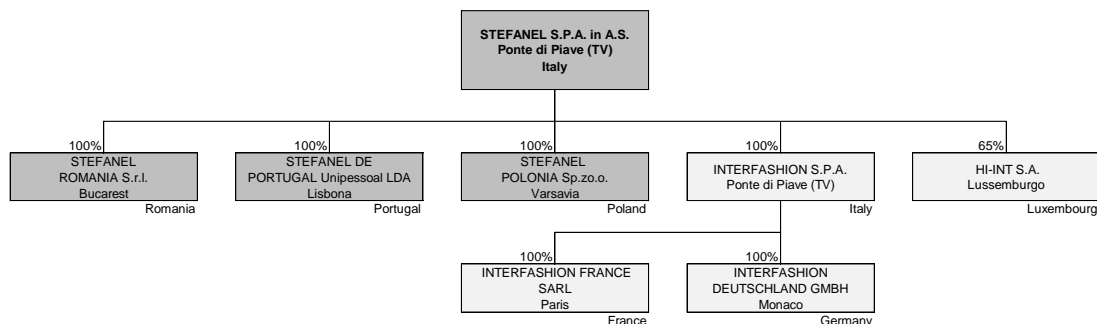 STEFANEL S.P.A. in A.S.
Ponte di Piave (TV)
Italy
100%
STEFANEL
ROMANIA S.r.l.
Bucarest
Romania
100%
STEFANEL DE
PORTUGAL Unipessoal LDA
Lisbona
Portugal
100%
STEFANEL
POLONIA Sp.zo.o.
Varsavia
Poland
100%
INTERFASHION S.P.A.
Ponte di Piave (TV)
Italy
65%
HI-INT S.A.
Lussemburgo
Luxembourg
100%
INTERFASHION FRANCE
SARL
Paris
France
100%
INTERFASHION
DEUTSCHLAND GMBH
Monaco
Germany